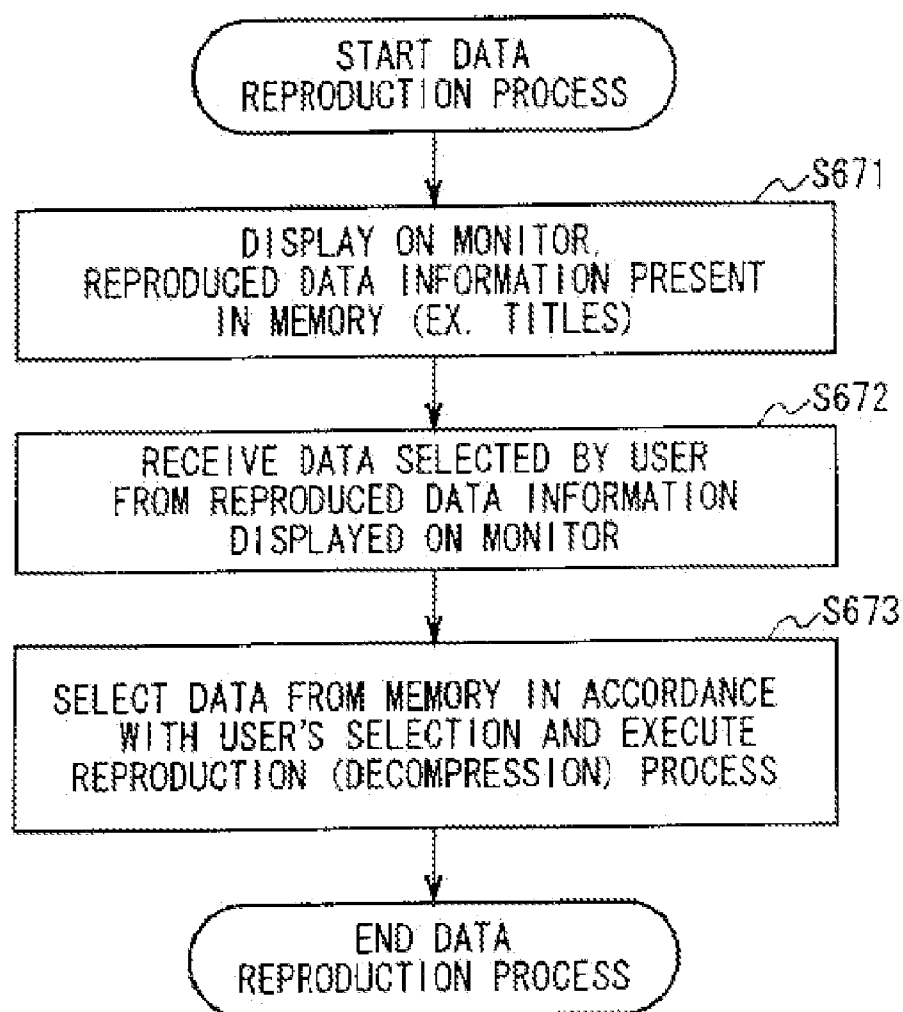 START DATA
REPRODUCTION PROCESS
S671
DISPLAY ON MONITOR,
REPRODUCED DATA INFORMATION PRESENT
IN MEMORY (EX. TITLES)
S672
RECEIVE DATA SELECTED BY USER
FROM REPRODUCED DATA INFORMATION
DISPLAYED ON MONITOR
S673
SELECT DATA FROM MEMORY IN ACCORDANCE
WITH USER'S SELECTION AND EXECUTE
REPRODUCTION (DECOMPRESSION) PROCESS
END DATA
REPRODUCTION PROCESS